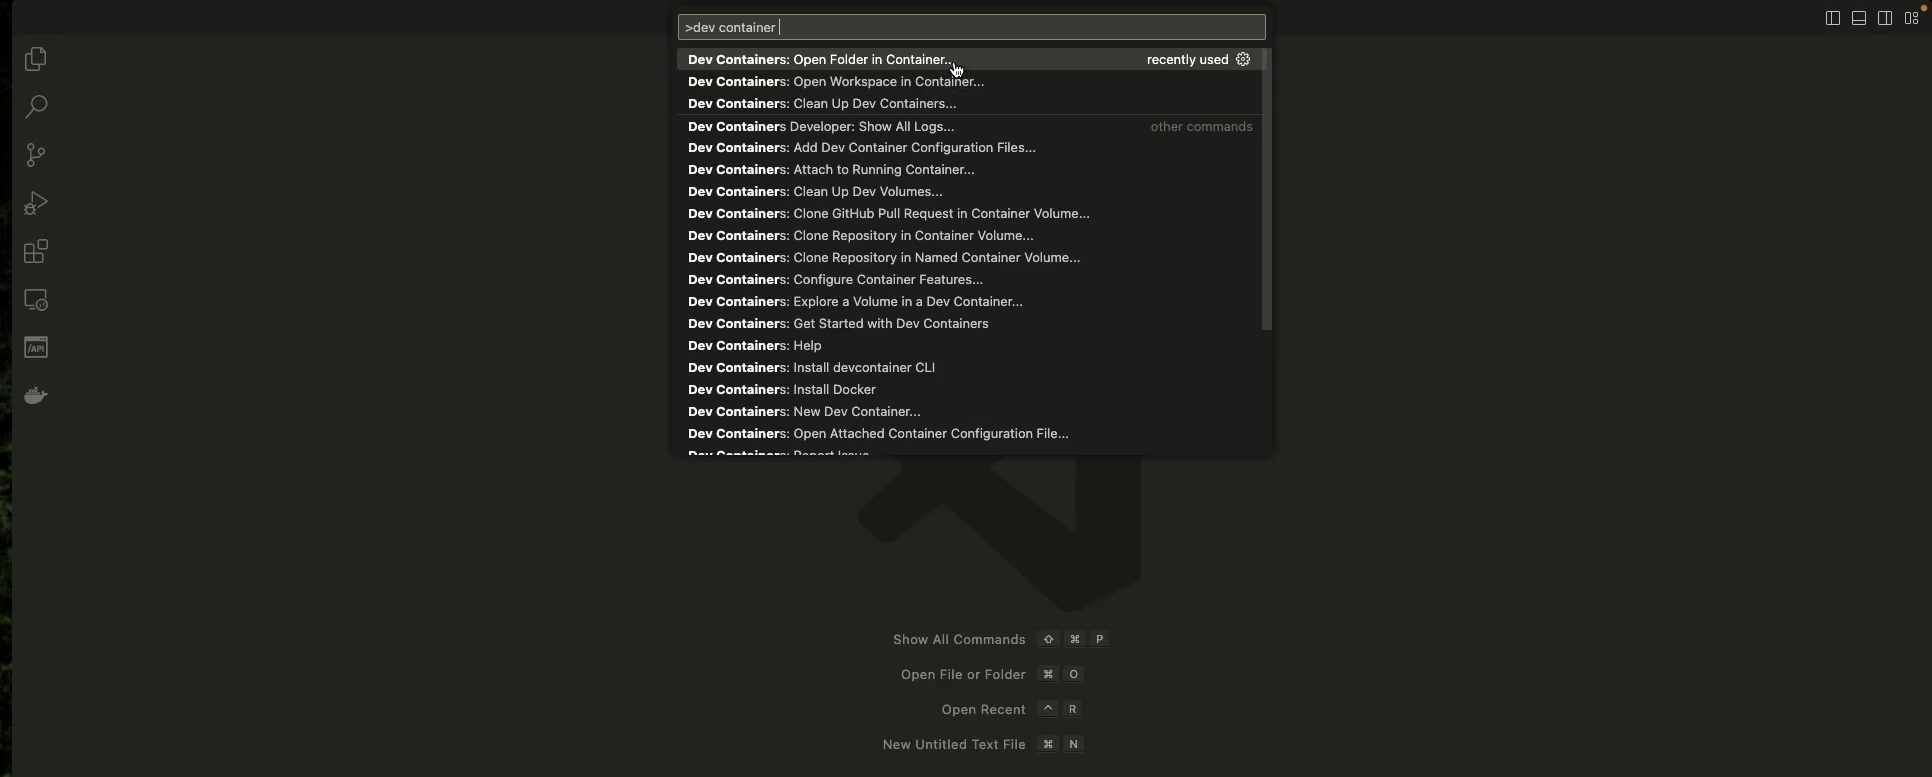 >dev container
Dev Containers: Open Folder in Container... recently used
Dev Containers: Open Workspace in Container...
Dev Containers: Clean Up Dev Containers...
Dev Containers Developer: Show All Logs... other commands
Dev Containers: Add Dev Container Configuration Files...
Dev Containers: Attach to Running Container...
Dev Containers: Clean Up Dev Volumes...
Dev Containers: Clone GitHub Pull Request in Container Volume...
Dev Containers: Clone Repository in Container Volume...
Dev Containers: Clone Repository in Named Container Volume...
Dev Containers: Configure Container Features...
Dev Containers: Explore a Volume in a Dev Container...
Dev Containers: Get Started with Dev Containers
Dev Containers: Help
/API
Dev Containers: Install devcontainer CLI
Dev Containers: Install Docker
Dev Containers: New Dev Container...
Dev Containers: Open Attached Container Configuration File...
Dev Containers: Report Issue
Show All Commands ⇧ ⌘ P
Open File or Folder ⌘ O
Open Recent ^ R
New Untitled Text File ⌘ N